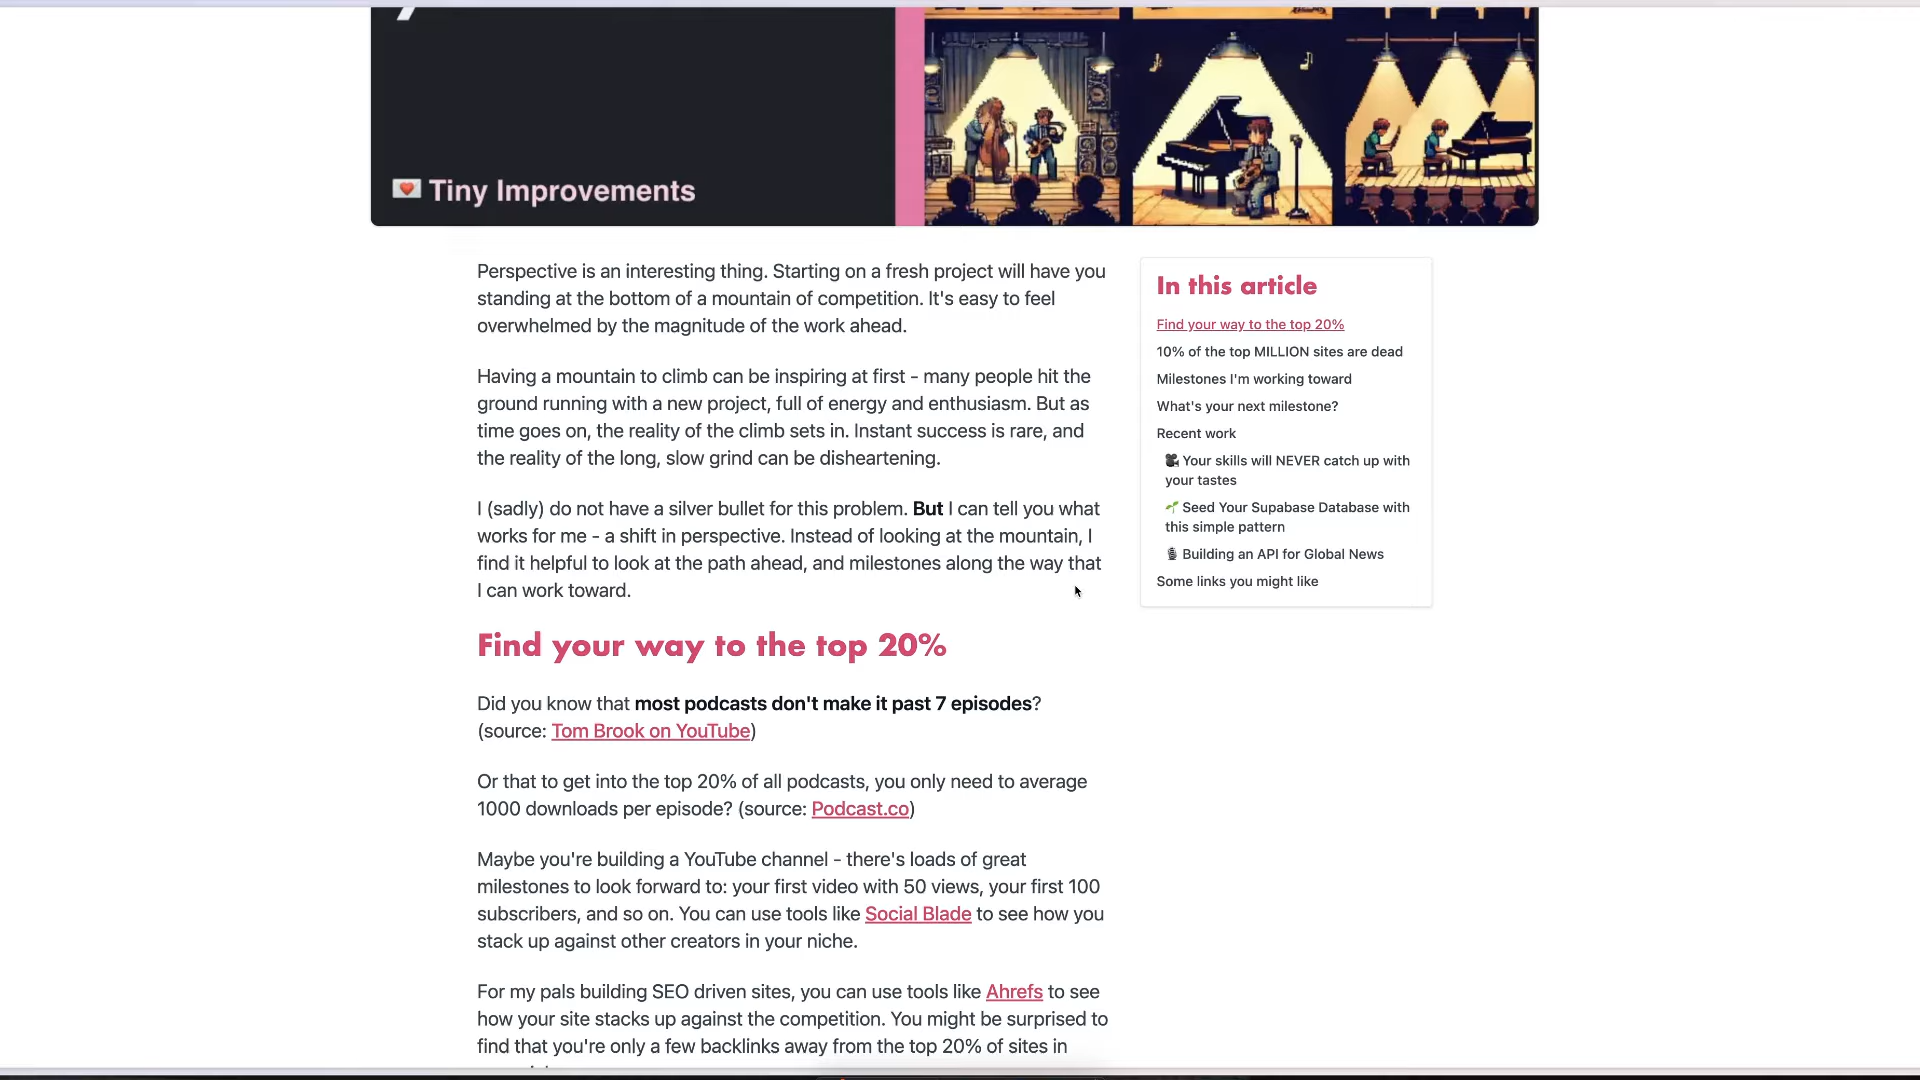 💌 Tiny Improvements
Perspective is an interesting thing. Starting on a fresh project will have you
standing at the bottom of a mountain of competition. It's easy to feel
overwhelmed by the magnitude of the work ahead.
Having a mountain to climb can be inspiring at first - many people hit the
ground running with a new project, full of energy and enthusiasm. But as
time goes on, the reality of the climb sets in. Instant success is rare, and
the reality of the long, slow grind can be disheartening.
I (sadly) do not have a silver bullet for this problem. But I can tell you what
works for me - a shift in perspective. Instead of looking at the mountain, I
find it helpful to look at the path ahead, and milestones along the way that
I can work toward.
Find your way to the top 20%
Did you know that most podcasts don't make it past 7 episodes?
(source: Tom Brook on YouTube)
Or that to get into the top 20% of all podcasts, you only need to average
1000 downloads per episode? (source: Podcast.co)
Maybe you're building a YouTube channel - there's loads of great
milestones to look forward to: your first video with 50 views, your first 100
subscribers, and so on. You can use tools like Social Blade to see how you
stack up against other creators in your niche.
For my pals building SEO driven sites, you can use tools like Ahrefs to see
how your site stacks up against the competition. You might be surprised to
find that you're only a few backlinks away from the top 20% of sites in
In this article
Find your way to the top 20%
10% of the top MILLION sites are dead
Milestones I'm working toward
What's your next milestone?
Recent work
🎥 Your skills will NEVER catch up with
your tastes
🌱 Seed Your Supabase Database with
this simple pattern
🎙 Building an API for Global News
Some links you might like